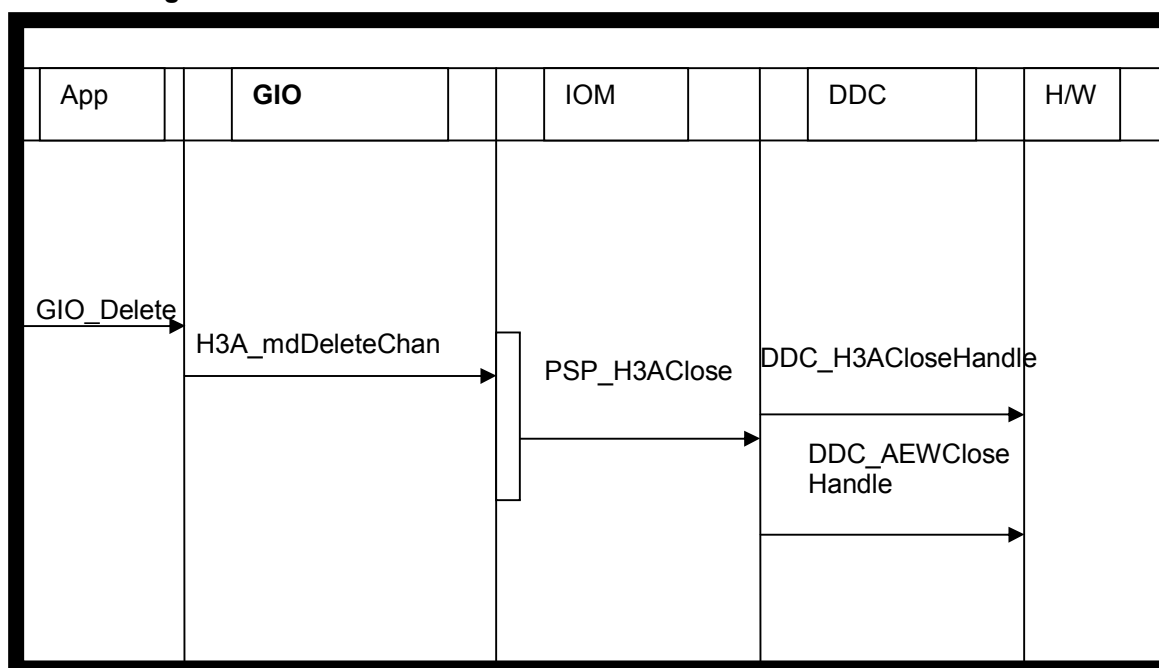 App
GIO
IOM
DDC
H/W
GIO_Delete
H3A_mdDeleteChan
PSP_H3AClose
DDC_H3ACloseHandle
DDC_AEWClose
Handle